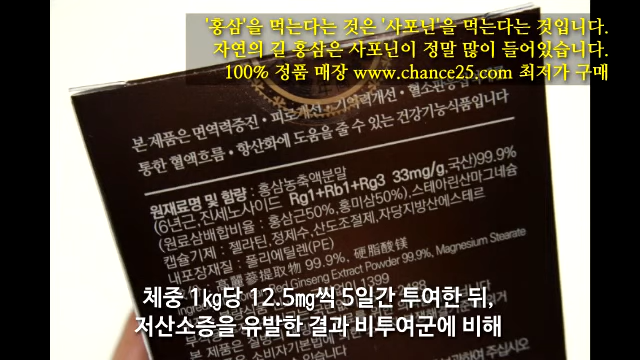 '홍삼'을 먹는다는 것은 '사포닌'을 먹는다는 것입니다.
자연의 길 홍삼은 사포닌이 정말 많이 들어있습니다.
100% 정품 매장 www.chance25.com 최저가 구매
본 제품은 면역력증진 · 피로개선 · 기억력개선 · 혈소판응집
통한 혈액흐름 · 항산화에 도움을 줄 수 있는 건강기능식품입니다
원재료명 및 함량 : 홍삼농축액분말
(6년근, 진세노사이드 Rg1+Rb1+Rg3 33mg/g, 국산)99.9%
(원료삼배합비율 : 홍삼근50%, 홍미삼50%), 스테아린산마그네슘
캡슐기제 : 젤라틴, 정제수, 산도조절제, 자당지방산에스테르
내포장재질 : 폴리에틸렌(PE)
取物 99.9%, 硬脂酸镁
Ginseng Extract Powder 99.9%, Magnesium Stearate
체중 1㎏당 12.5㎎씩 5일간 투여한 뒤,
저산소증을 유발한 결과 비투여군에 비해